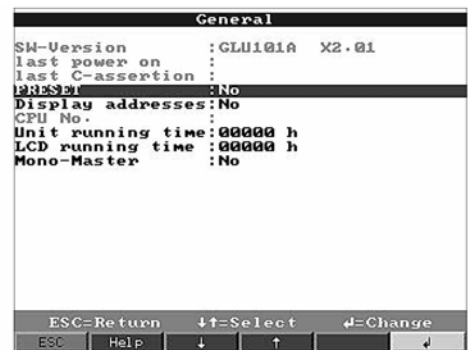 General
SW-Version :GLU101A X2.01
last power on :
last C-assertion :
PRESET :No
Display addresses:No
CPU No. :
Unit running time:00000 h
LCD running time :00000 h
Mono-Master :No
ESC=Return ↓↑=Select ↲=Change
ESC Help ↓ ↑ ↲